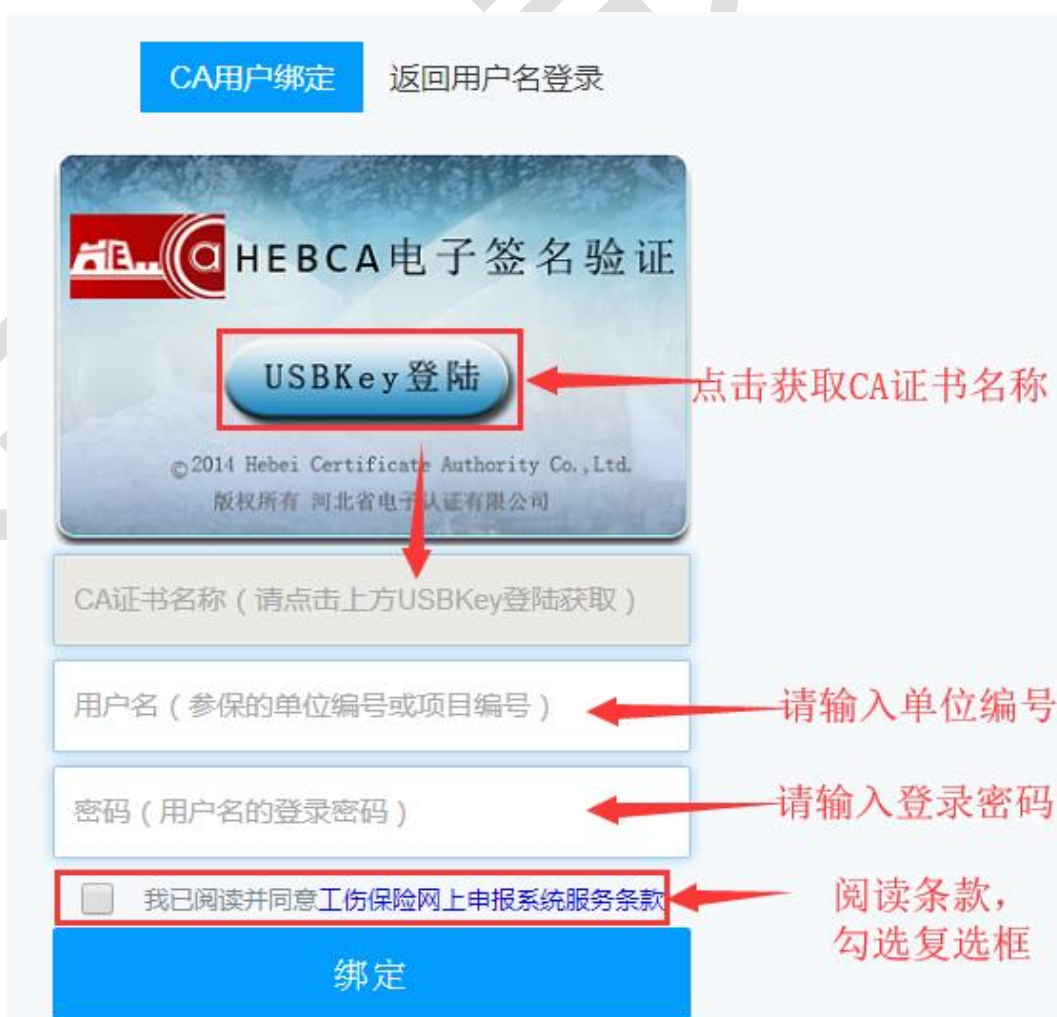 CA用户绑定 返回用户名登录
HEBCA电子签名验证
USBKey登陆
点击获取CA证书名称
©2014 Hebei Certificate Authority Co.,Ltd.
版权所有 河北省电子认证有限公司
CA证书名称（请点击上方USBKey登陆获取）
用户名（参保的单位编号或项目编号）
请输入单位编号
密码（用户名的登录密码）
请输入登录密码
我已阅读并同意工伤保险网上申报系统服务条款
阅读条款，
勾选复选框
绑定